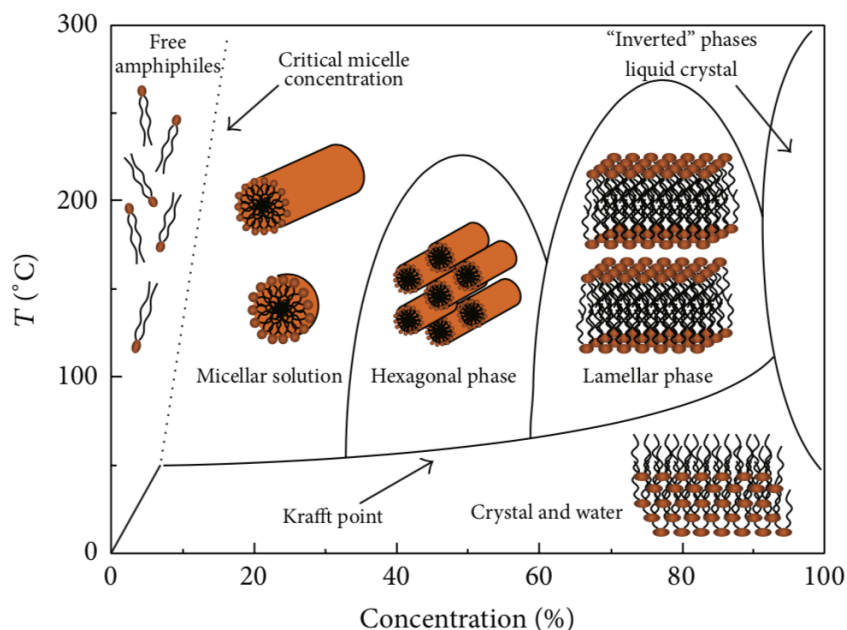 300
200
100
0
T (°C)
Free
amphiphiles
Critical micelle
concentration
“Inverted” phases
liquid crystal
Micellar solution
Hexagonal phase
Lamellar phase
Krafft point
Crystal and water
0
20
40
60
80
100
Concentration (%)